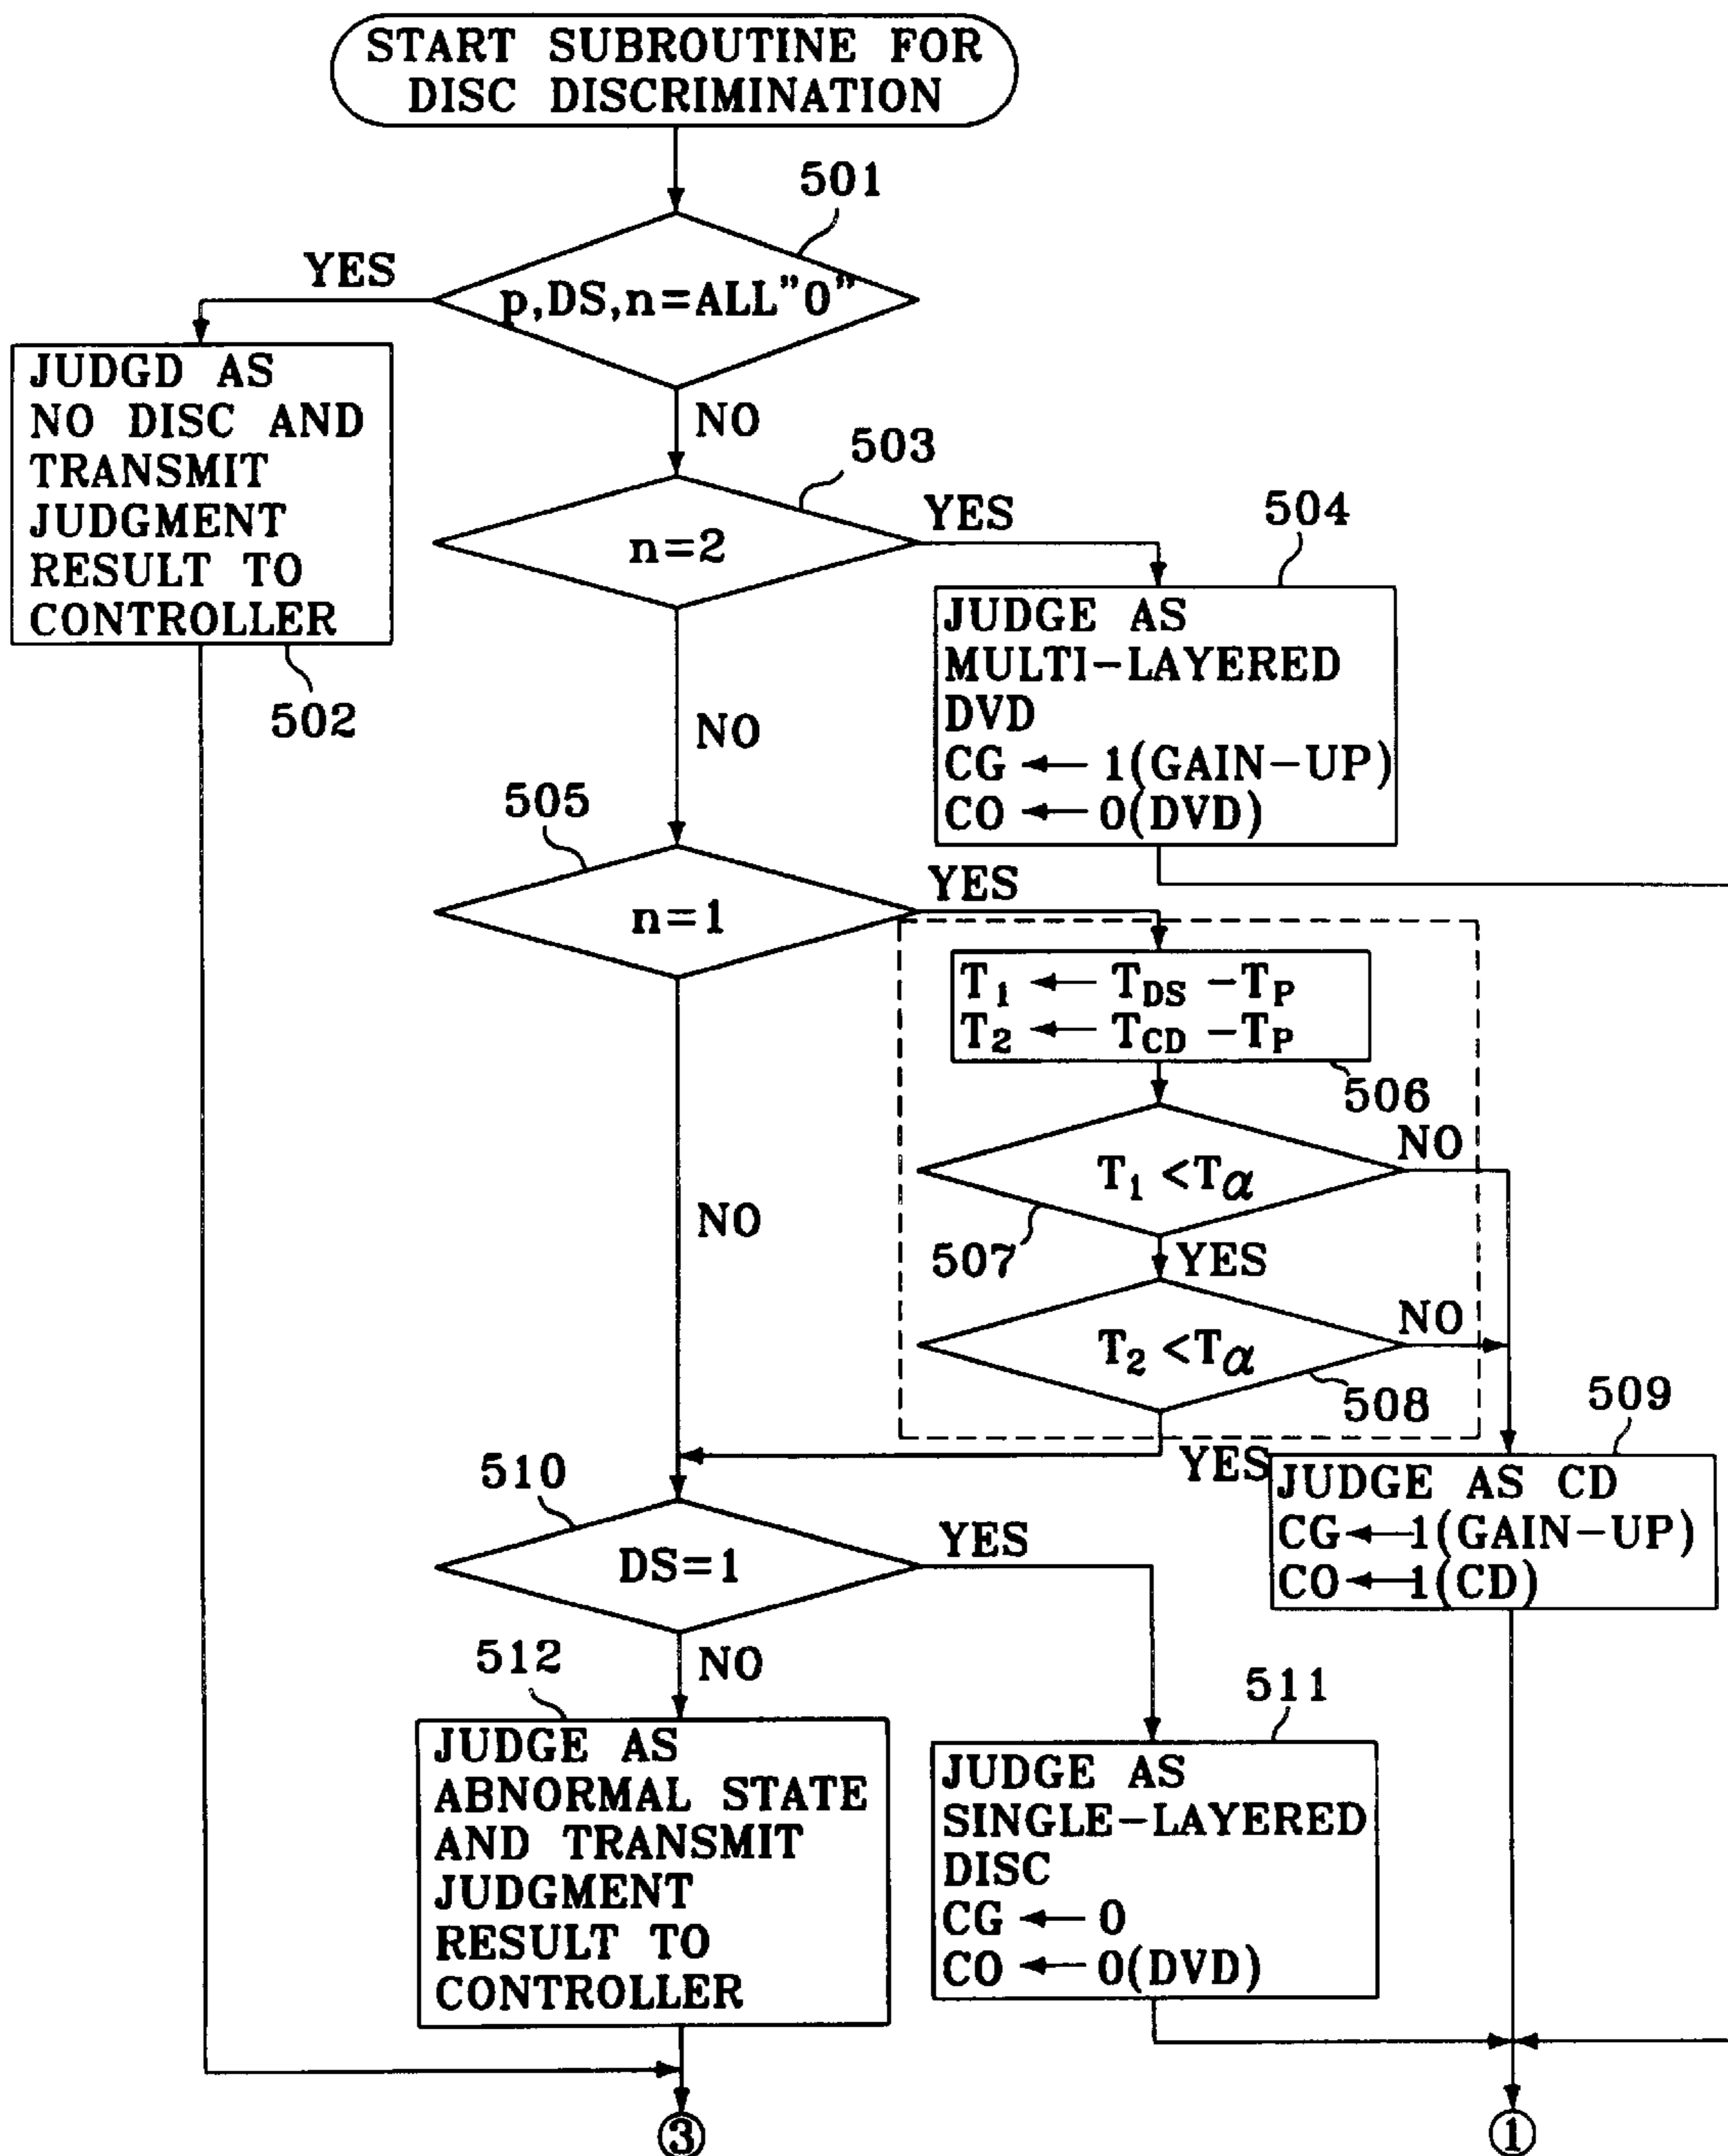 START SUBROUTINE FOR
DISC DISCRIMINATION
501
YES
p,DS,n=ALL"0"
JUDGD AS
NO DISC AND
TRANSMIT
JUDGMENT
RESULT TO
CONTROLLER
502
NO
503
n=2
YES
504
JUDGE AS
MULTI-LAYERED
DVD
CG ← 1(GAIN-UP)
CO ← 0(DVD)
NO
505
n=1
YES
T₁ ← T_DS -T_P
T₂ ← T_CD -T_P
506
T₁ <Tα
NO
507
YES
T₂ <Tα
NO
508
YES
509
JUDGE AS CD
CG←1(GAIN-UP)
CO←1(CD)
NO
510
DS=1
YES
511
JUDGE AS
SINGLE-LAYERED
DISC
CG ← 0
CO ← 0(DVD)
NO
512
JUDGE AS
ABNORMAL STATE
AND TRANSMIT
JUDGMENT
RESULT TO
CONTROLLER
③
①